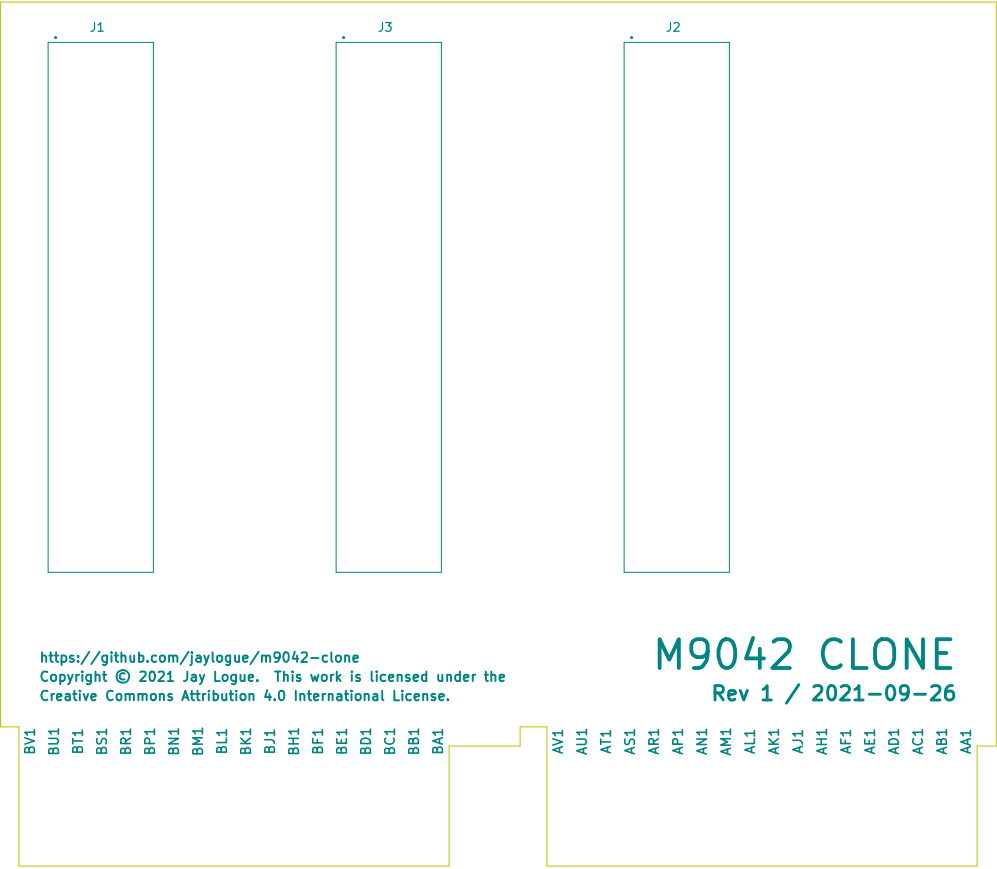 J1 J3 J2
https://github.com/jaylogue/m9042-clone
Copyright © 2021 Jay Logue.  This work is licensed under the
Creative Commons Attribution 4.0 International License.
M9042 CLONE
Rev 1 / 2021-09-26
BV1 BU1 BT1 BS1 BR1 BP1 BN1 BM1 BL1 BK1 BJ1 BH1 BF1 BE1 BD1 BC1 BB1 BA1
AV1 AU1 AT1 AS1 AR1 AP1 AN1 AM1 AL1 AK1 AJ1 AH1 AF1 AE1 AD1 AC1 AB1 AA1